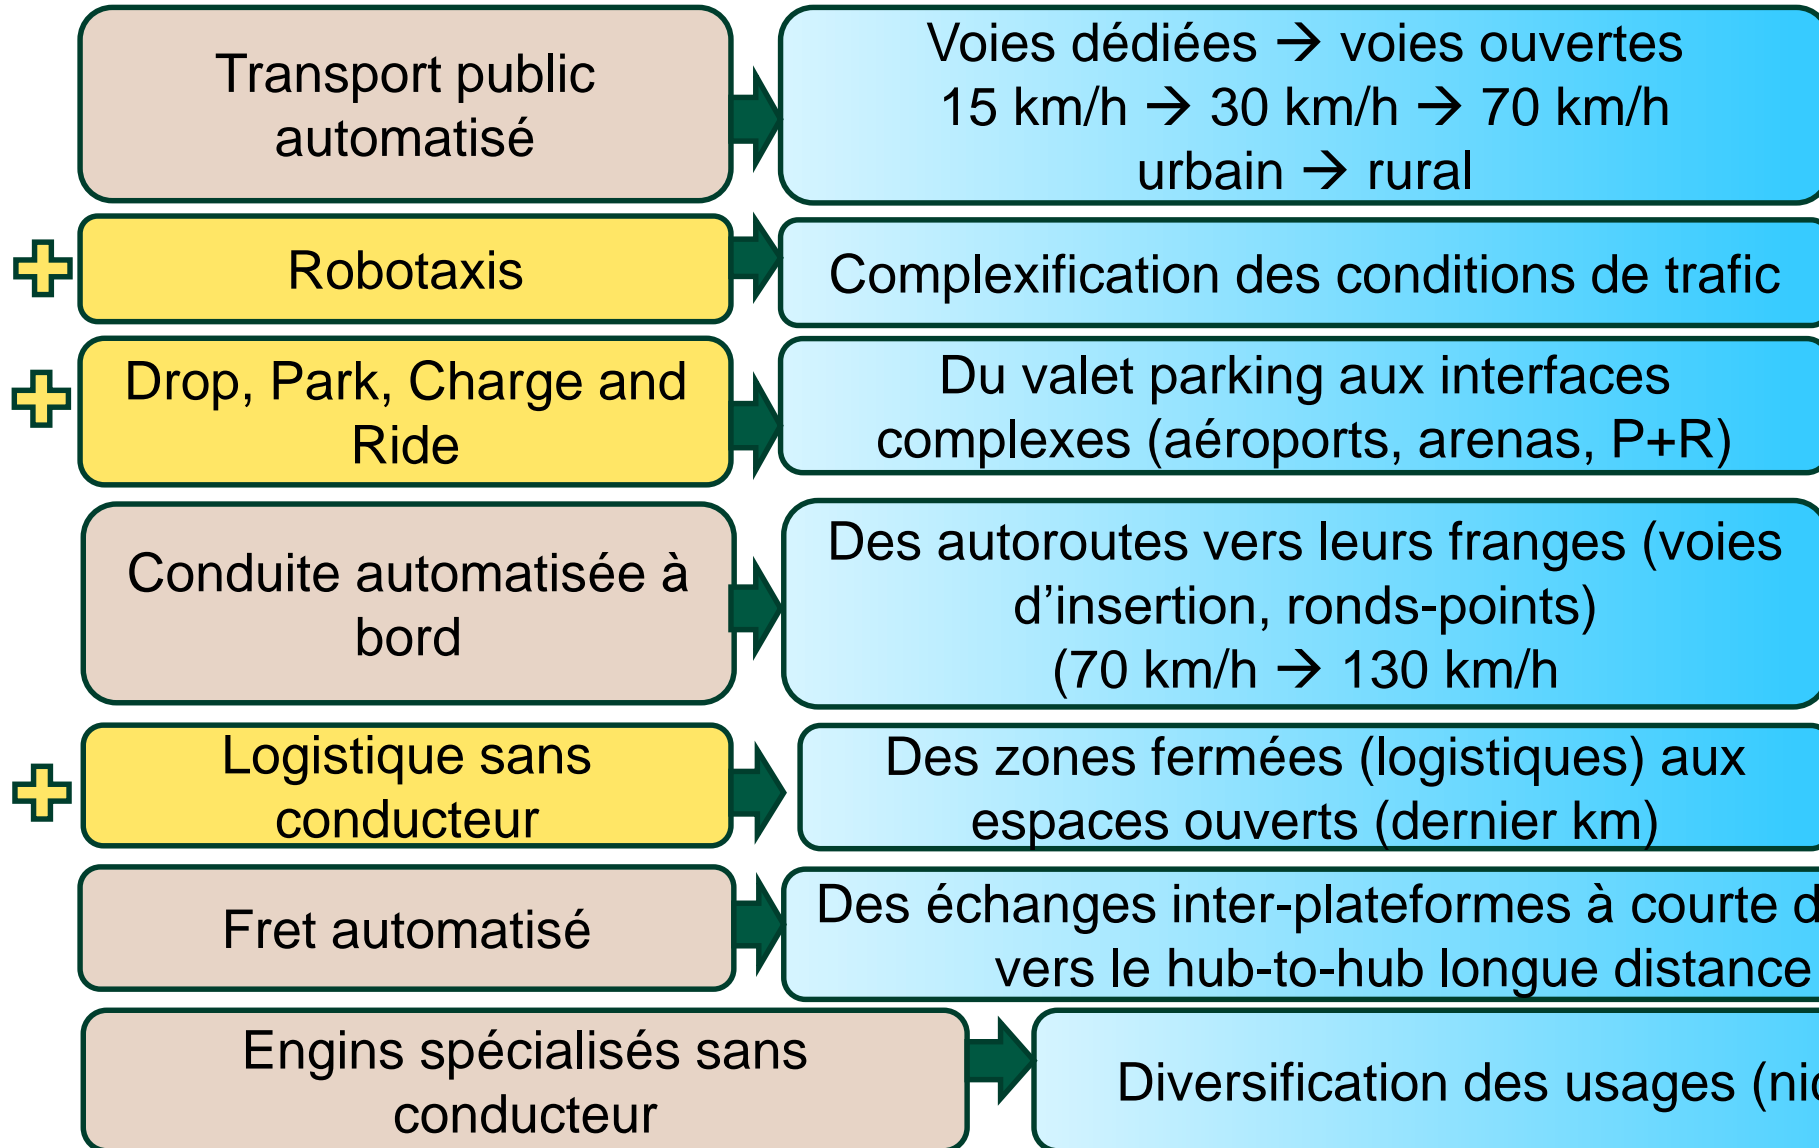 Transport public
automatisé
Voies dédiées → voies ouvertes
15 km/h → 30 km/h → 70 km/h
urbain → rural
Robotaxis
Complexification des conditions de trafic
Drop, Park, Charge and
Ride
Du valet parking aux interfaces
complexes (aéroports, arenas, P+R)
Conduite automatisée à
bord
Des autoroutes vers leurs franges (voies
d’insertion, ronds-points)
(70 km/h → 130 km/h
Logistique sans
conducteur
Des zones fermées (logistiques) aux
espaces ouverts (dernier km)
Fret automatisé
Des échanges inter-plateformes à courte
vers le hub-to-hub longue distance
Engins spécialisés sans
conducteur
Diversification des usages